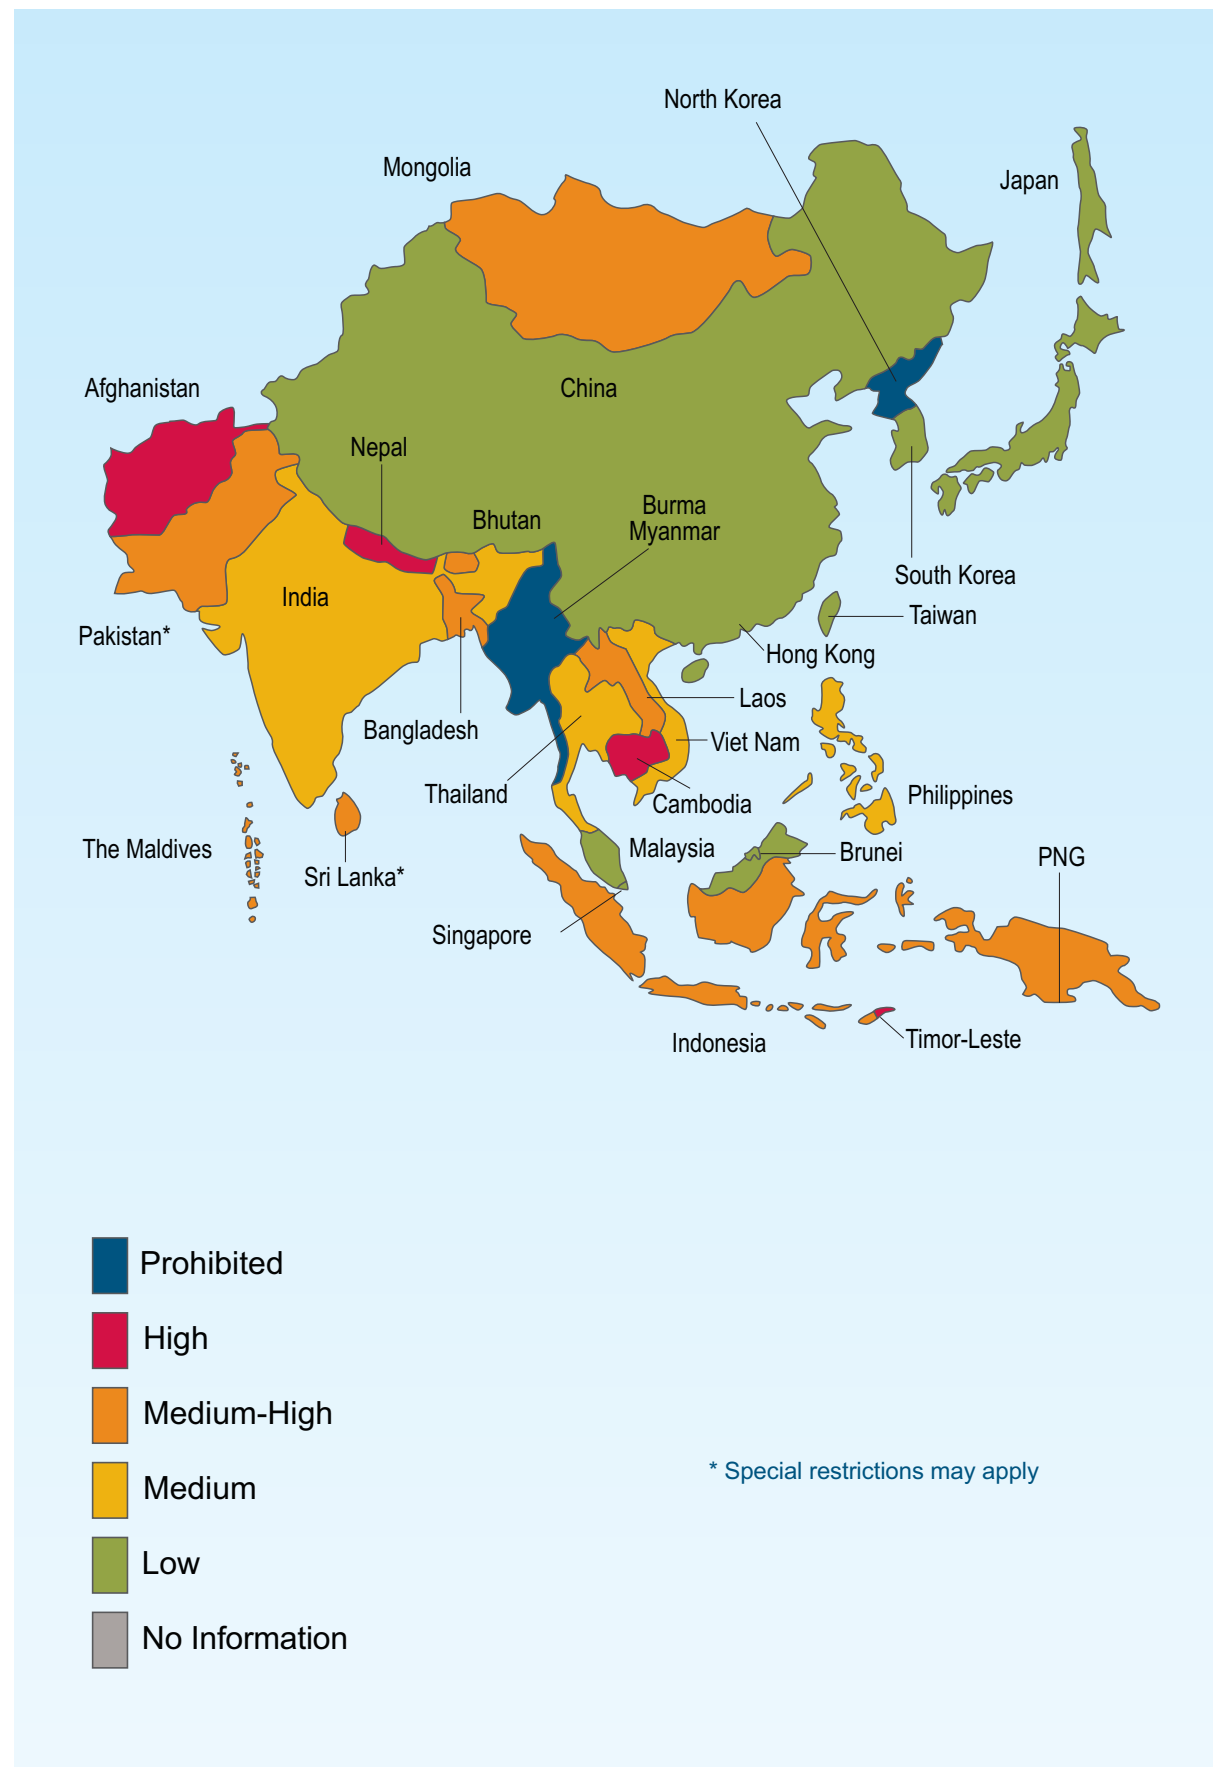 North Korea
Mongolia
Japan
Afghanistan
China
Nepal
Burma
Myanmar
Bhutan
South Korea
India
Taiwan
Pakistan*
Hong Kong
Laos
Bangladesh
Viet Nam
Thailand
Cambodia
Philippines
The Maldives
Malaysia
Brunei
PNG
Sri Lanka*
Singapore
Indonesia
Timor-Leste
Prohibited
High
Medium-High
Medium
* Special restrictions may apply
Low
No Information